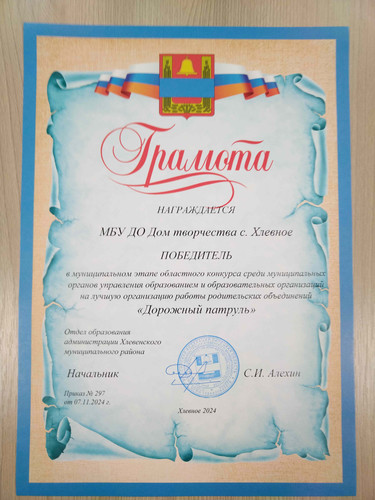 Грамота
НАГРАЖДАЕТСЯ
МБУ ДО Дом творчества с. Хлевное
ПОБЕДИТЕЛЬ
в муниципальном этапе областного конкурса среди муниципальных
органов управления образованием и образовательных организаций
на лучшую организацию работы родительских объединений
«Дорожный патруль»
Отдел образования
администрации Хлевенского
муниципального района
Начальник С.И. Алехин
Приказ № 297
от 07.11.2024 г.
Хлевное 2024